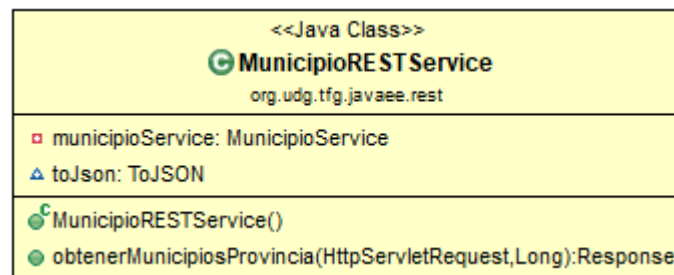 <<Java Class>>
C MunicipioRESTService
org.udg.tfg.javaee.rest
municipioService: MunicipioService
toJson: ToJSON
C MunicipioRESTService()
obtenerMunicipiosProvincia(HttpServletRequest,Long):Response